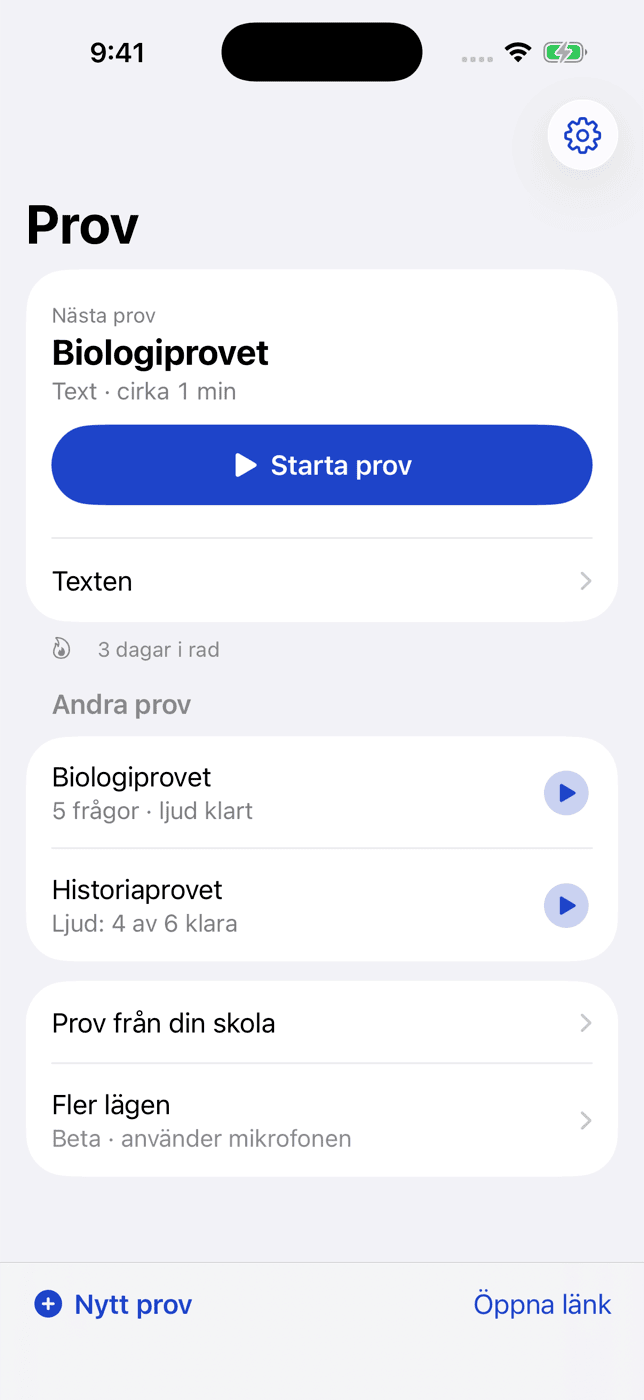 9:41
Prov
Nästa prov
Biologiprovet
Text · cirka 1 min
Starta prov
Texten
3 dagar i rad
Andra prov
Biologiprovet
5 frågor · ljud klart
Historiaprovet
Ljud: 4 av 6 klara
Prov från din skola
Fler lägen
Beta · använder mikrofonen
Nytt prov
Öppna länk